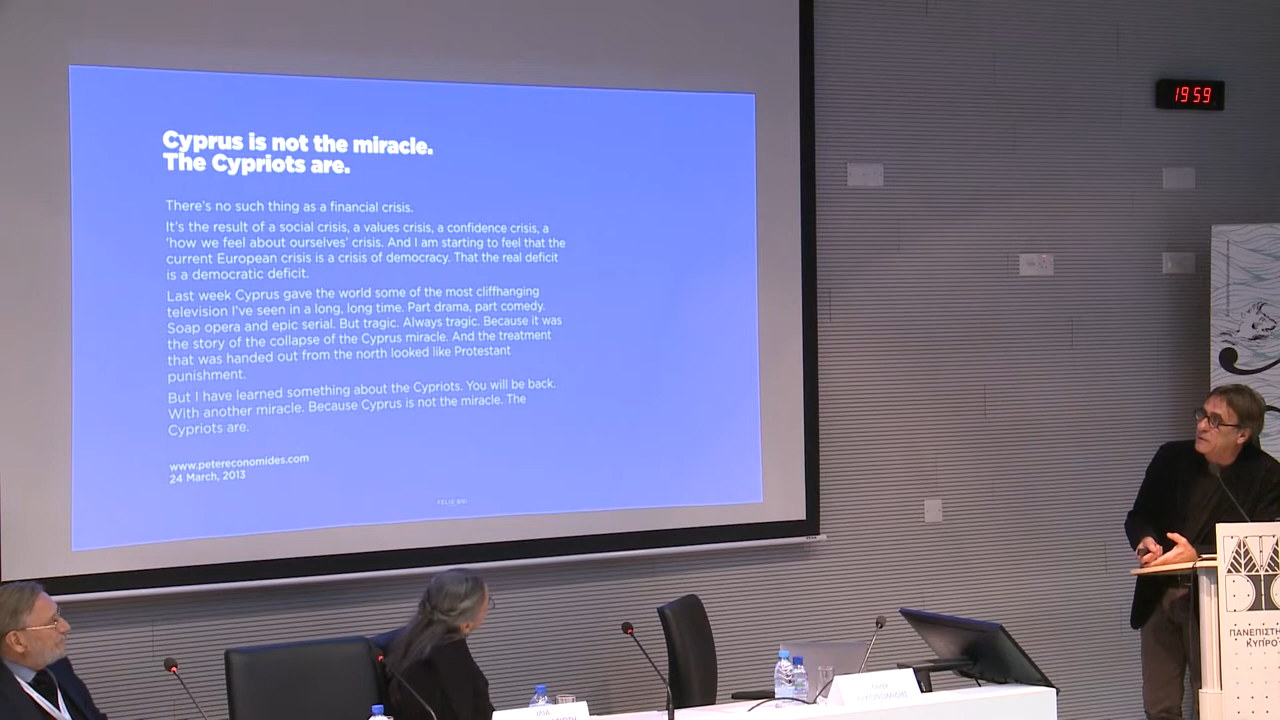 Cyprus is not the miracle.
The Cypriots are.
There's no such thing as a financial crisis.
It's the result of a social crisis, a values crisis, a confidence crisis, a
'how we feel about ourselves' crisis. And I am starting to feel that the
current European crisis is a crisis of democracy. That the real deficit
is a democratic deficit.
Last week Cyprus gave the world some of the most cliffhanging
television I've seen in a long, long time. Part drama, part comedy.
Soap opera and epic serial. But tragic. Always tragic. Because it was
the story of the collapse of the Cyprus miracle. And the treatment
that was handed out from the north looked like Protestant
punishment.
But I have learned something about the Cypriots. You will be back.
With another miracle. Because Cyprus is not the miracle. The
Cypriots are.
www.petereconomides.com
24 March, 2013
FELIX BNI
19 59